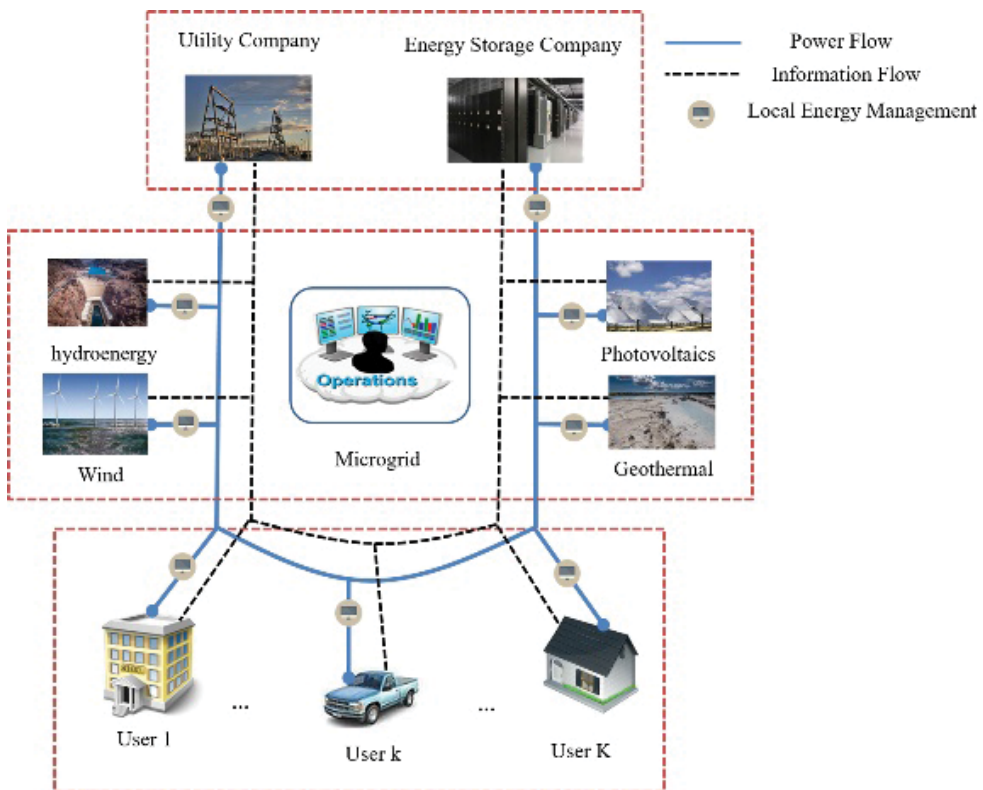 Utility Company
Energy Storage Company
Power Flow
Information Flow
Local Energy Management
hydroenergy
Wind
Operations
Microgrid
Photovoltaics
Geothermal
...
...
User 1
User k
User K